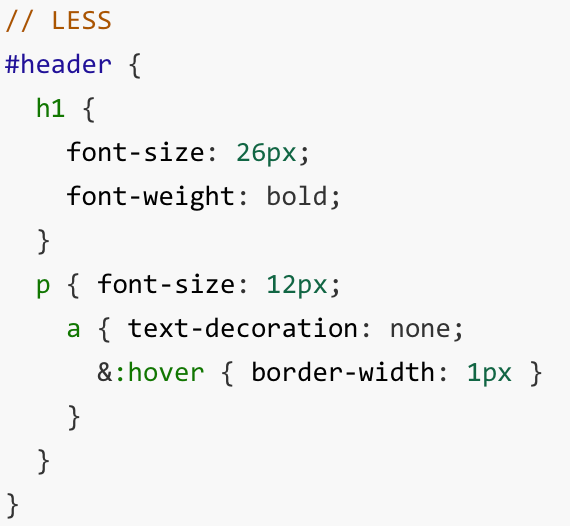 // LESS
#header {
  h1 {
    font-size: 26px;
    font-weight: bold;
  }
  p { font-size: 12px;
    a { text-decoration: none;
      &:hover { border-width: 1px }
    }
  }
}